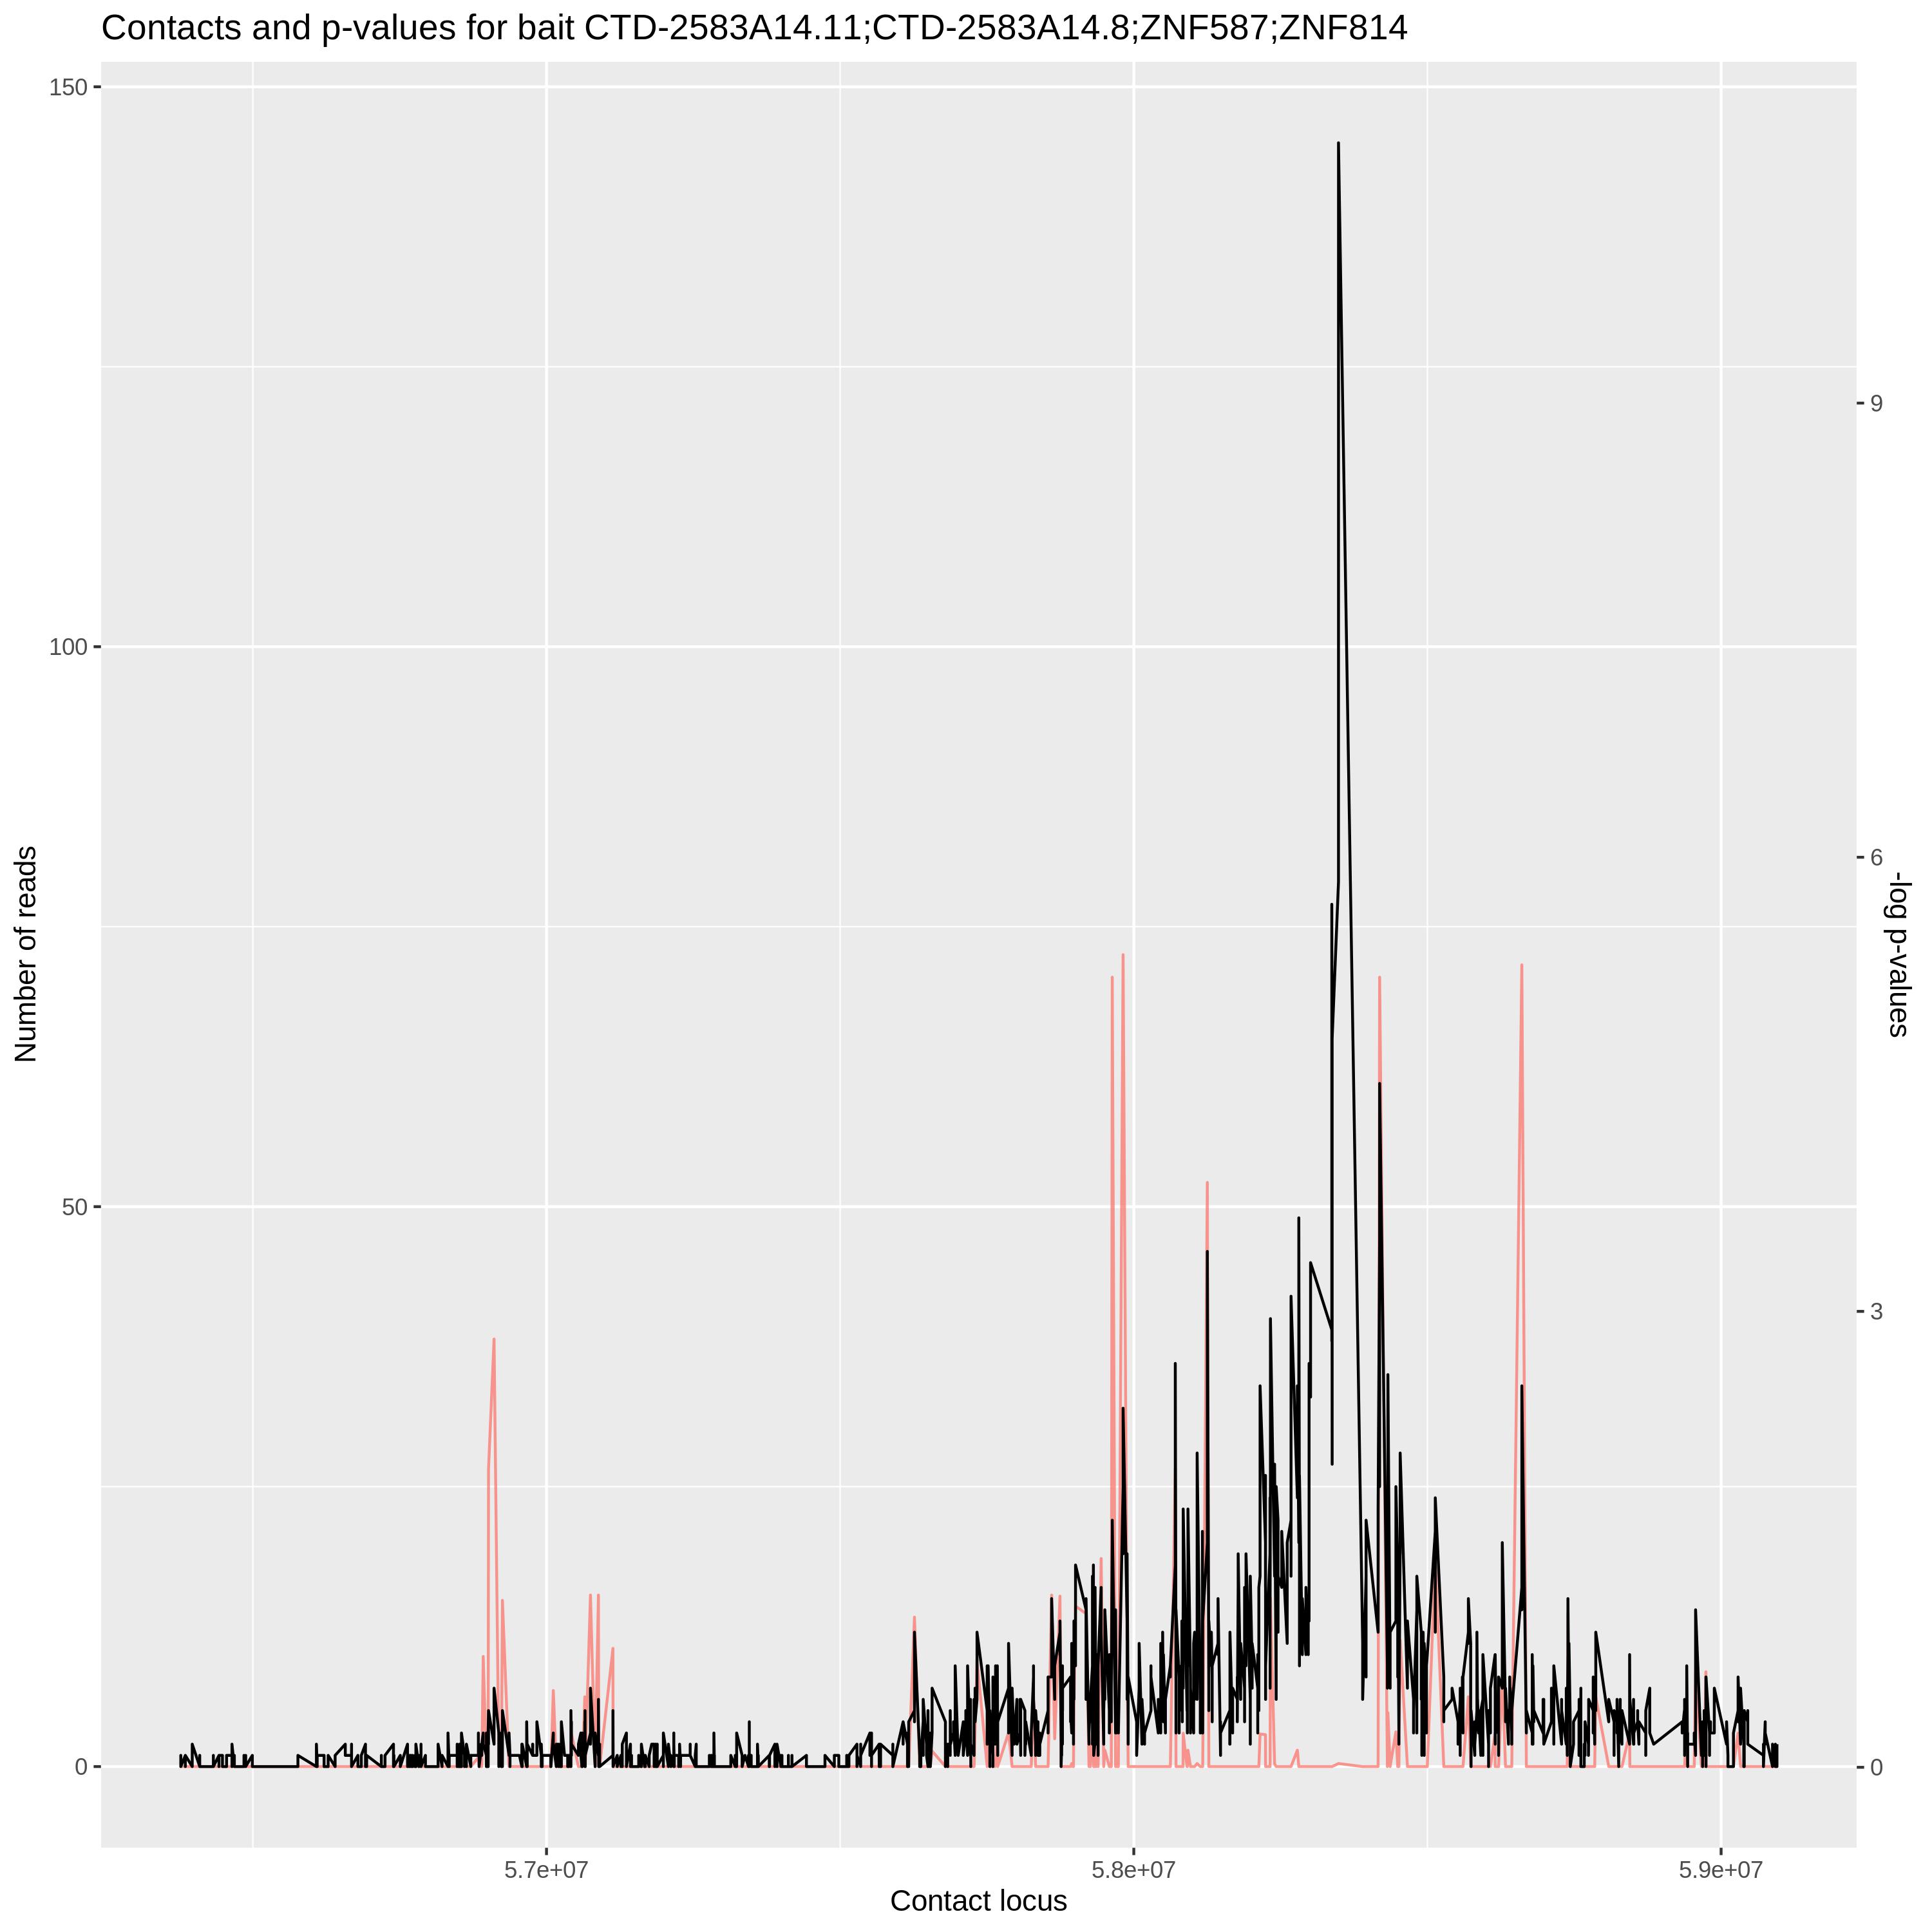 Contacts and p-values for bait CTD-2583A14.11;CTD-2583A14.8;ZNF587;ZNF814
150
100
50
0
Number of reads
9
6
3
0
-log p-values
5.7e+07
5.8e+07
5.9e+07
Contact locus